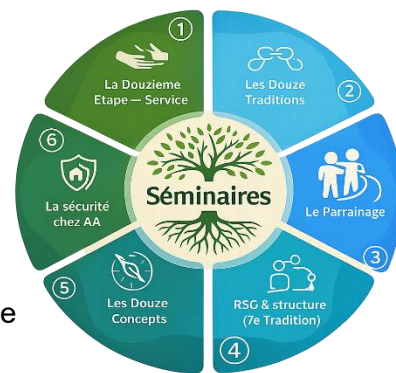 ①
La Douzieme
Etape — Service
Les Douze
Traditions
②
Le Parrainage
③
RSG & structure
(7e Tradition)
④
Les Douze
Concepts
⑤
⑥
La sécurité
chez AA
Séminaires
e